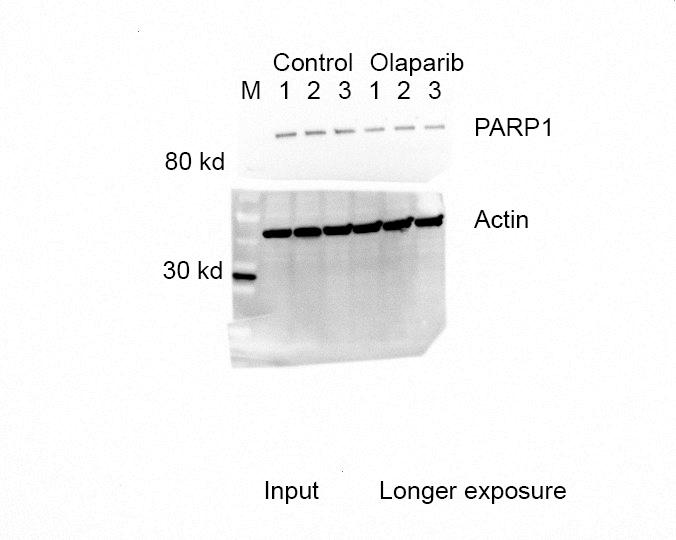 Control Olaparib
M 1 2 3 1 2 3
PARP1
80 kd
Actin
30 kd
Input Longer exposure